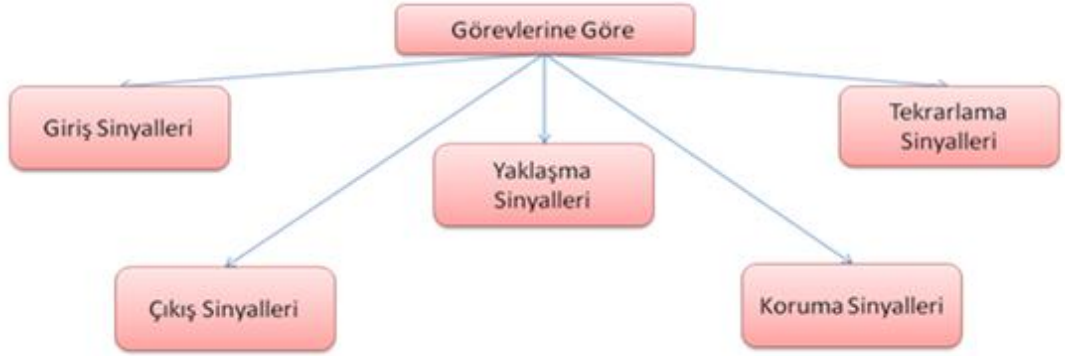 Görevlerine Göre
Giriş Sinyalleri
Tekrarlama
Sinyalleri
Yaklaşma
Sinyalleri
Çıkış Sinyalleri
Koruma Sinyalleri